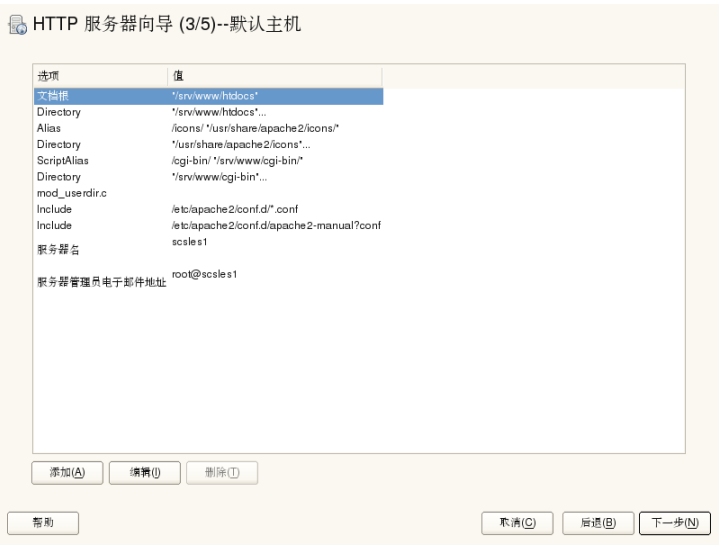 HTTP 服务器向导 (3/5)--默认主机
选项 值
文档根 "/srv/www/htdocs"
Directory "/srv/www/htdocs"...
Alias /icons/ "/usr/share/apache2/icons/"
Directory "/usr/share/apache2/icons"...
ScriptAlias /cgi-bin/ "/srv/www/cgi-bin/"
Directory "/srv/www/cgi-bin"...
mod_userdir.c
Include /etc/apache2/conf.d/*.conf
Include /etc/apache2/conf.d/apache2-manual?conf
服务器名 scsles1
服务器管理员电子邮件地址 root@scsles1
添加(A) 编辑(I) 删除(T)
帮助 取消(C) 后退(B) 下一步(N)